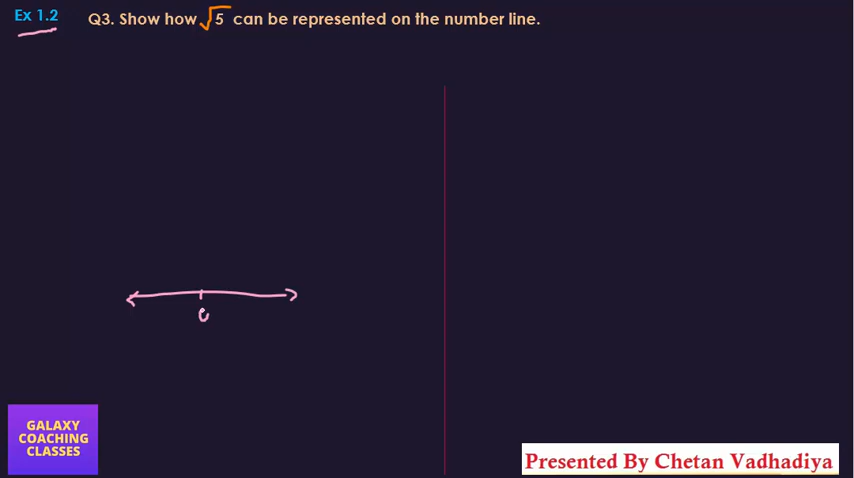 Ex 1.2
Q3. Show how √5 can be represented on the number line.
GALAXY
COACHING
CLASSES
Presented By Chetan Vadhadiya